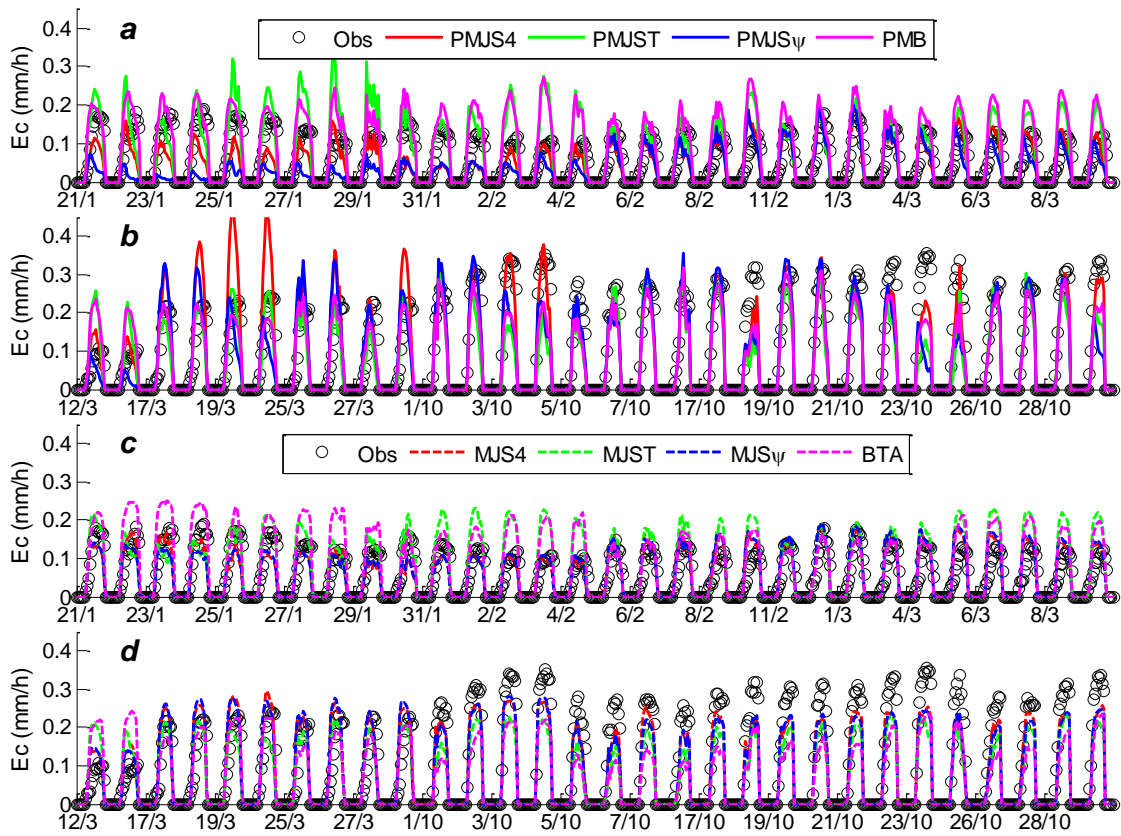 a
Obs PMJS4 PMJST PMJSψ PMB
Ec (mm/h)
0.4
0.3
0.2
0.1
0
21/1 23/1 25/1 27/1 29/1 31/1 2/2 4/2 6/2 8/2 11/2 1/3 4/3 6/3 8/3
b
Ec (mm/h)
0.4
0.3
0.2
0.1
0
12/3 17/3 19/3 25/3 27/3 1/10 3/10 5/10 7/10 17/10 19/10 21/10 23/10 26/10 28/10
c
Obs MJS4 MJST MJSψ BTA
Ec (mm/h)
0.4
0.3
0.2
0.1
0
21/1 23/1 25/1 27/1 29/1 31/1 2/2 4/2 6/2 8/2 11/2 1/3 4/3 6/3 8/3
d
Ec (mm/h)
0.4
0.3
0.2
0.1
0
12/3 17/3 19/3 25/3 27/3 1/10 3/10 5/10 7/10 17/10 19/10 21/10 23/10 26/10 28/10